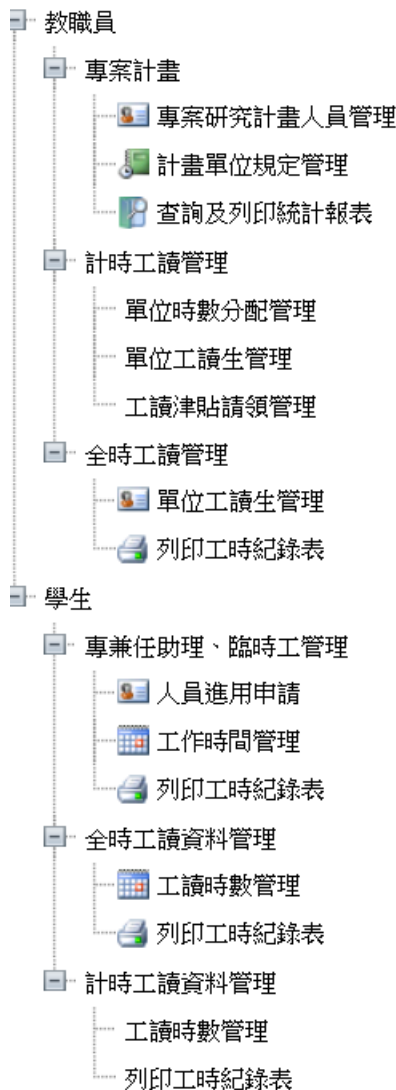 教職員
專案計畫
專案研究計畫人員管理
計畫單位規定管理
查詢及列印統計報表
計時工讀管理
單位時數分配管理
單位工讀生管理
工讀津貼請領管理
全時工讀管理
單位工讀生管理
列印工時紀錄表
學生
專兼任助理、臨時工管理
人員進用申請
工作時間管理
列印工時紀錄表
全時工讀資料管理
工讀時數管理
列印工時紀錄表
計時工讀資料管理
工讀時數管理
列印工時紀錄表